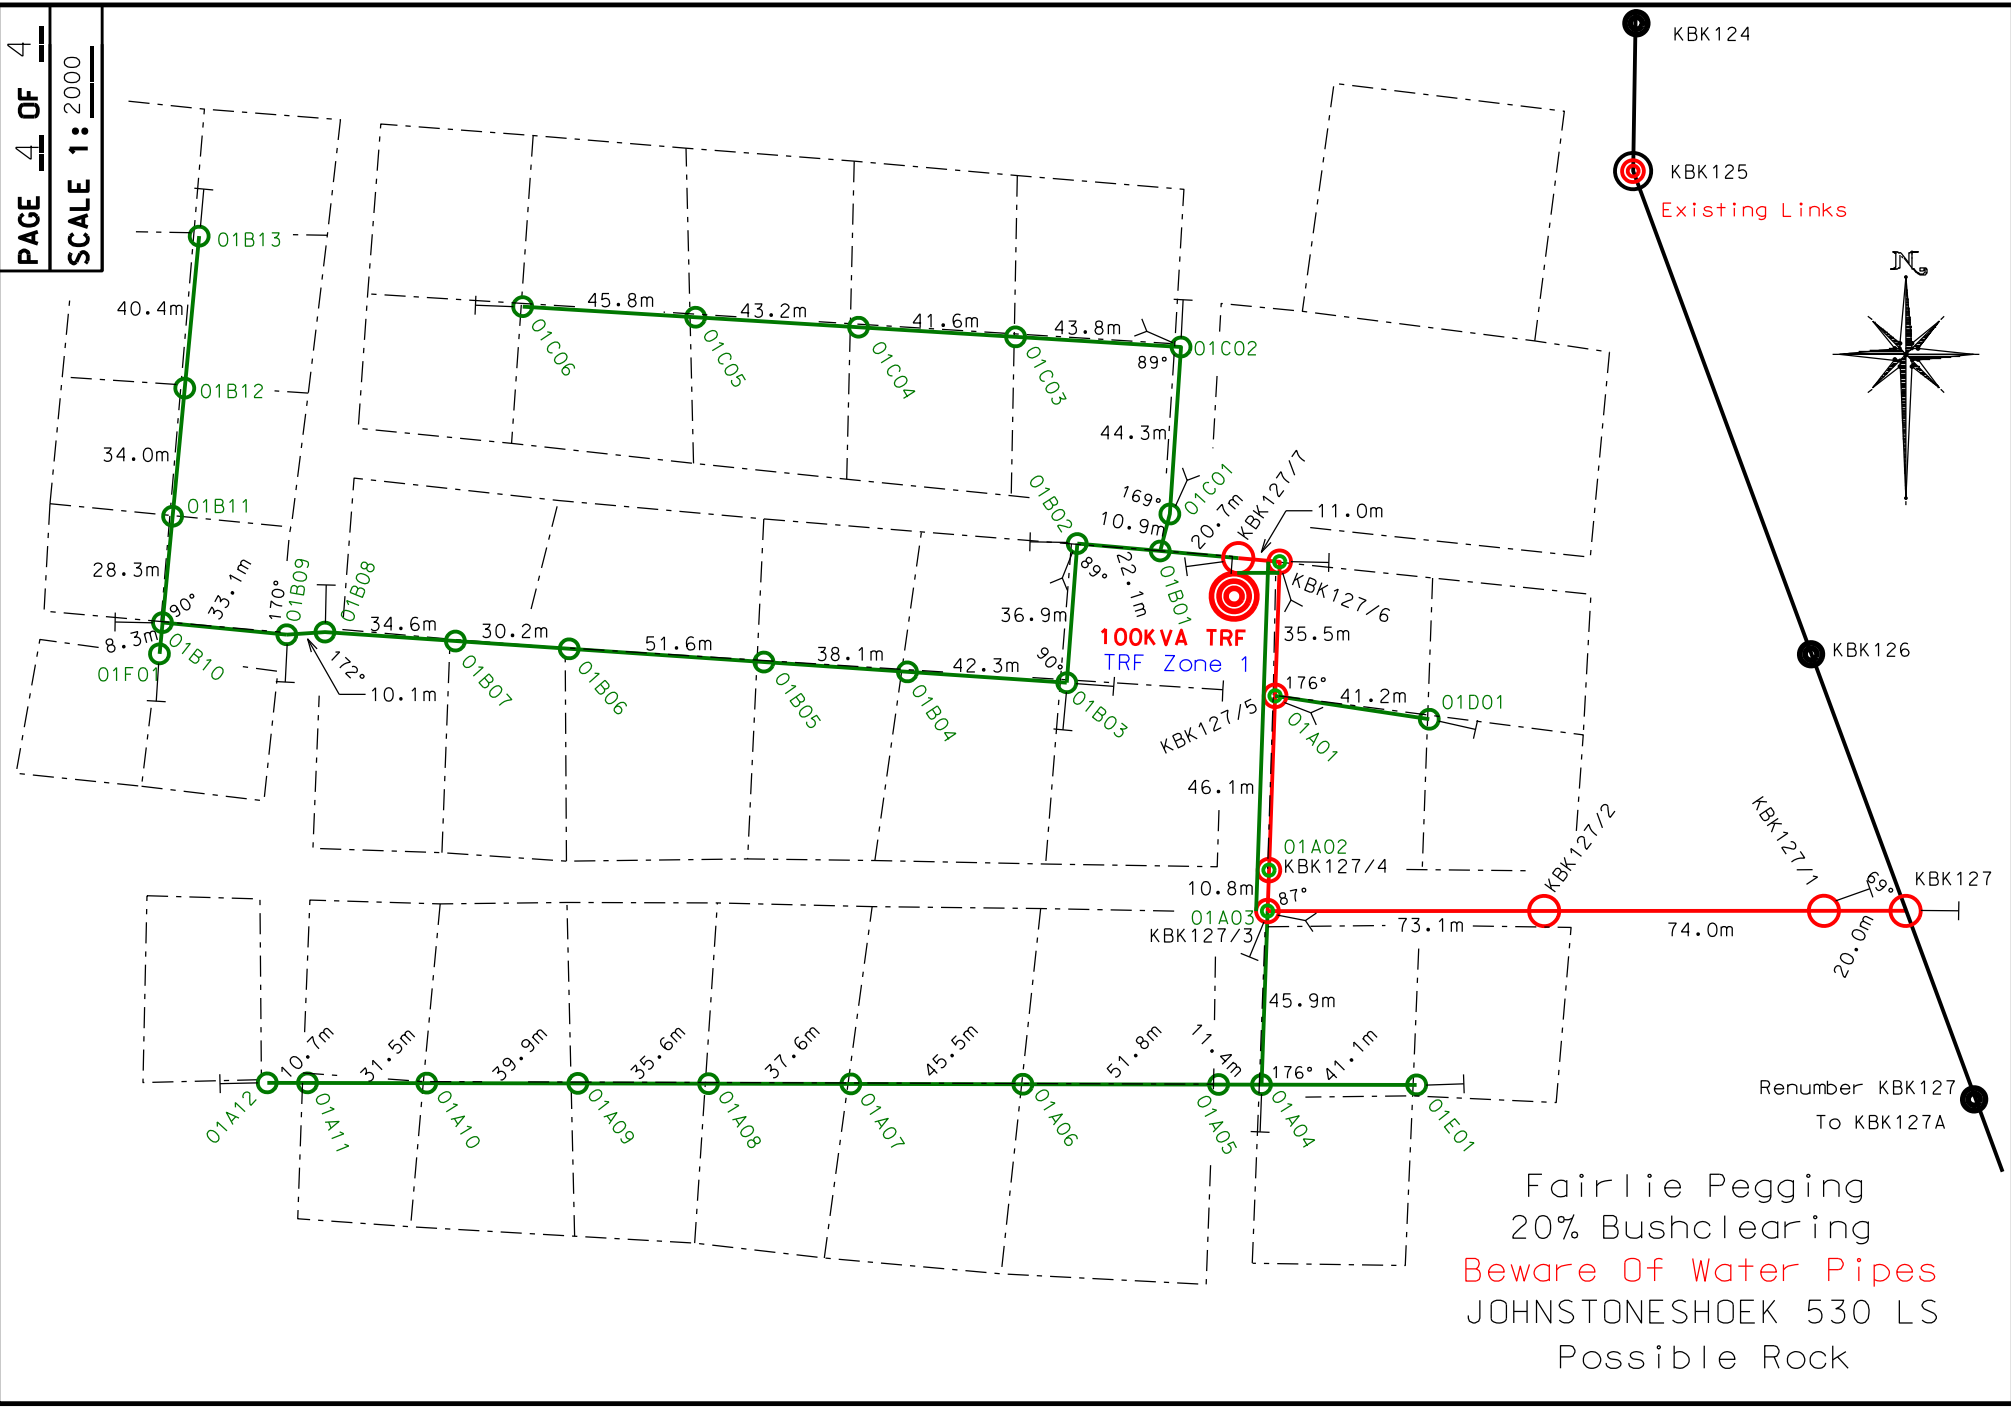 PAGE 4 OF 4
SCALE 1: 2000
KBK124
KBK125
Existing Links
N
01B13
40.4m
01B12
34.0m
01B11
28.3m
90°
33.1m
170°
01B09
01B08
8.3m
01F01
01B10
172°
10.1m
34.6m
01B07
30.2m
01B06
51.6m
01B05
38.1m
01B04
42.3m
90°
01B03
36.9m
89°
01B02
10.9m
22.1m
01B01
169°
01C01
44.3m
89°
01C02
43.8m
01C03
41.6m
01C04
43.2m
01C05
45.8m
01C06
20.7m
KBK127/7
11.0m
KBK127/6
100KVA TRF
TRF Zone 1
35.5m
176°
KBK127/5
01A01
41.2m
01D01
46.1m
01A02
KBK127/4
10.8m
87°
01A03
KBK127/3
73.1m
KBK127/2
74.0m
KBK127/1
69°
20.0m
KBK127
KBK126
45.9m
10.7m
31.5m
39.9m
35.6m
37.6m
45.5m
51.8m
11.4m
176°
41.1m
01A12
01A11
01A10
01A09
01A08
01A07
01A06
01A05
01A04
01E01
Renumber KBK127
To KBK127A
Fairlie Pegging
20% Bushclearing
Beware Of Water Pipes
JOHNSTONESHOEK 530 LS
Possible Rock